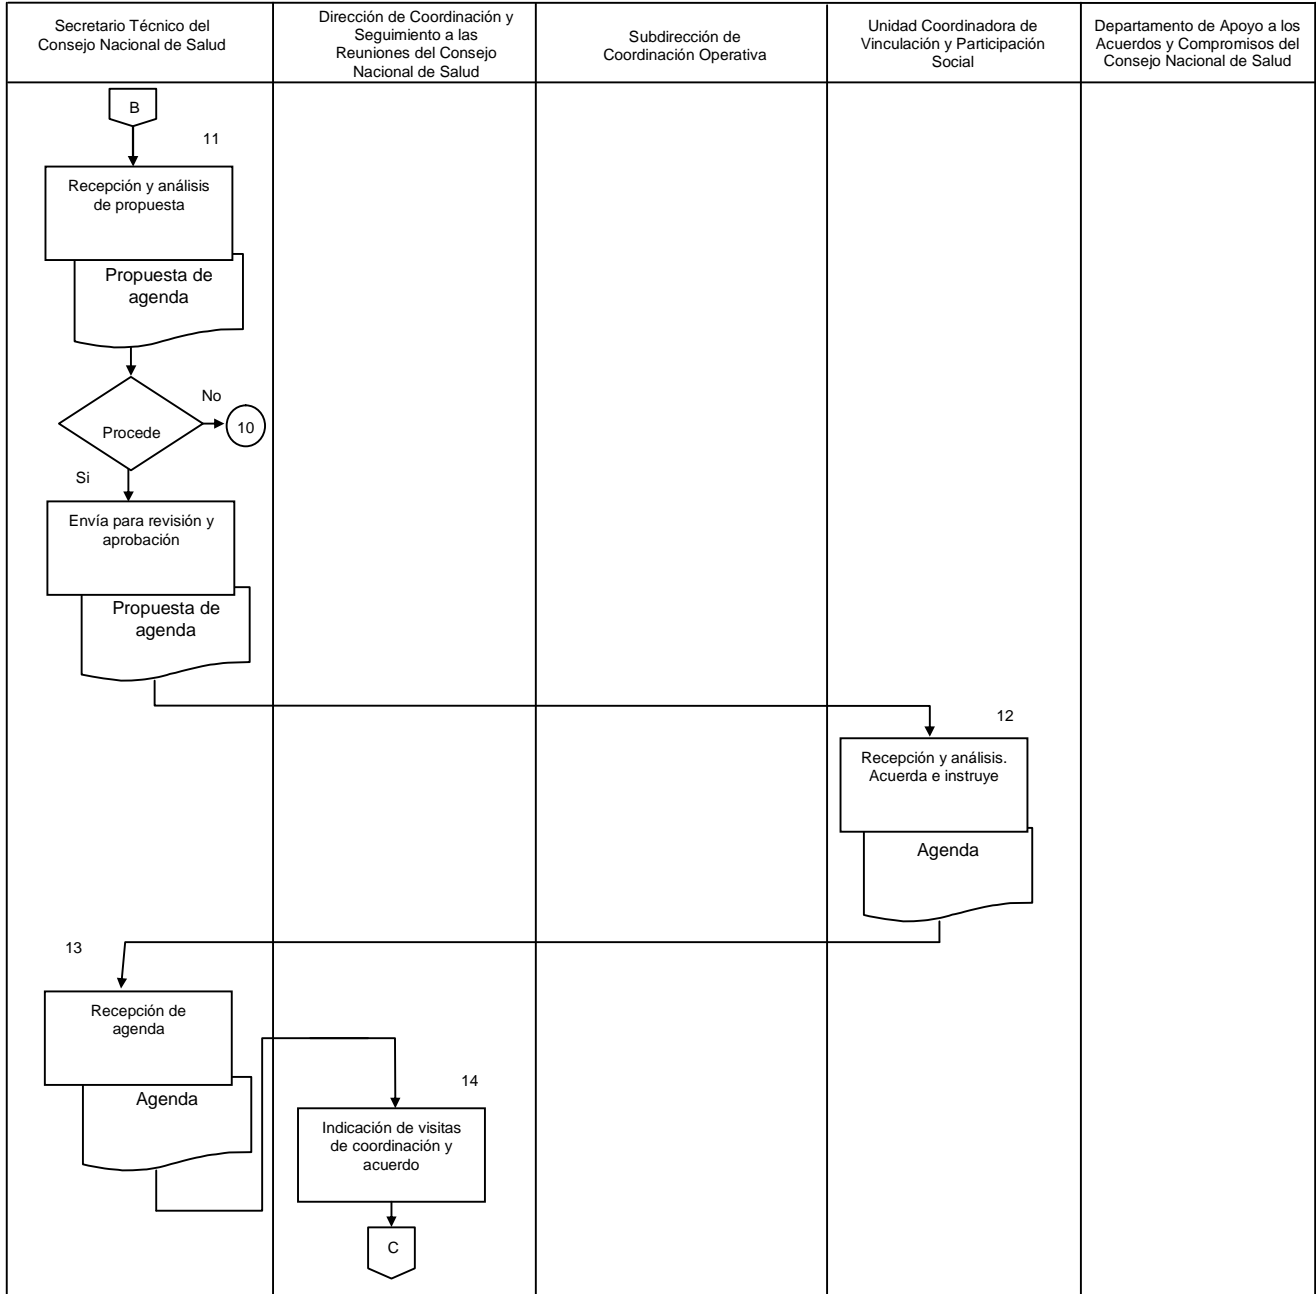 Secretario Técnico del
Consejo Nacional de Salud
Dirección de Coordinación y
Seguimiento a las
Reuniones del Consejo
Nacional de Salud
Subdirección de
Coordinación Operativa
Unidad Coordinadora de
Vinculación y Participación
Social
Departamento de Apoyo a los
Acuerdos y Compromisos del
Consejo Nacional de Salud
B
11
Recepción y análisis
de propuesta
Propuesta de
agenda
Procede
No
10
Si
Envía para revisión y
aprobación
Propuesta de
agenda
12
Recepción y análisis.
Acuerda e instruye
Agenda
13
Recepción de
agenda
Agenda
14
Indicación de visitas
de coordinación y
acuerdo
C